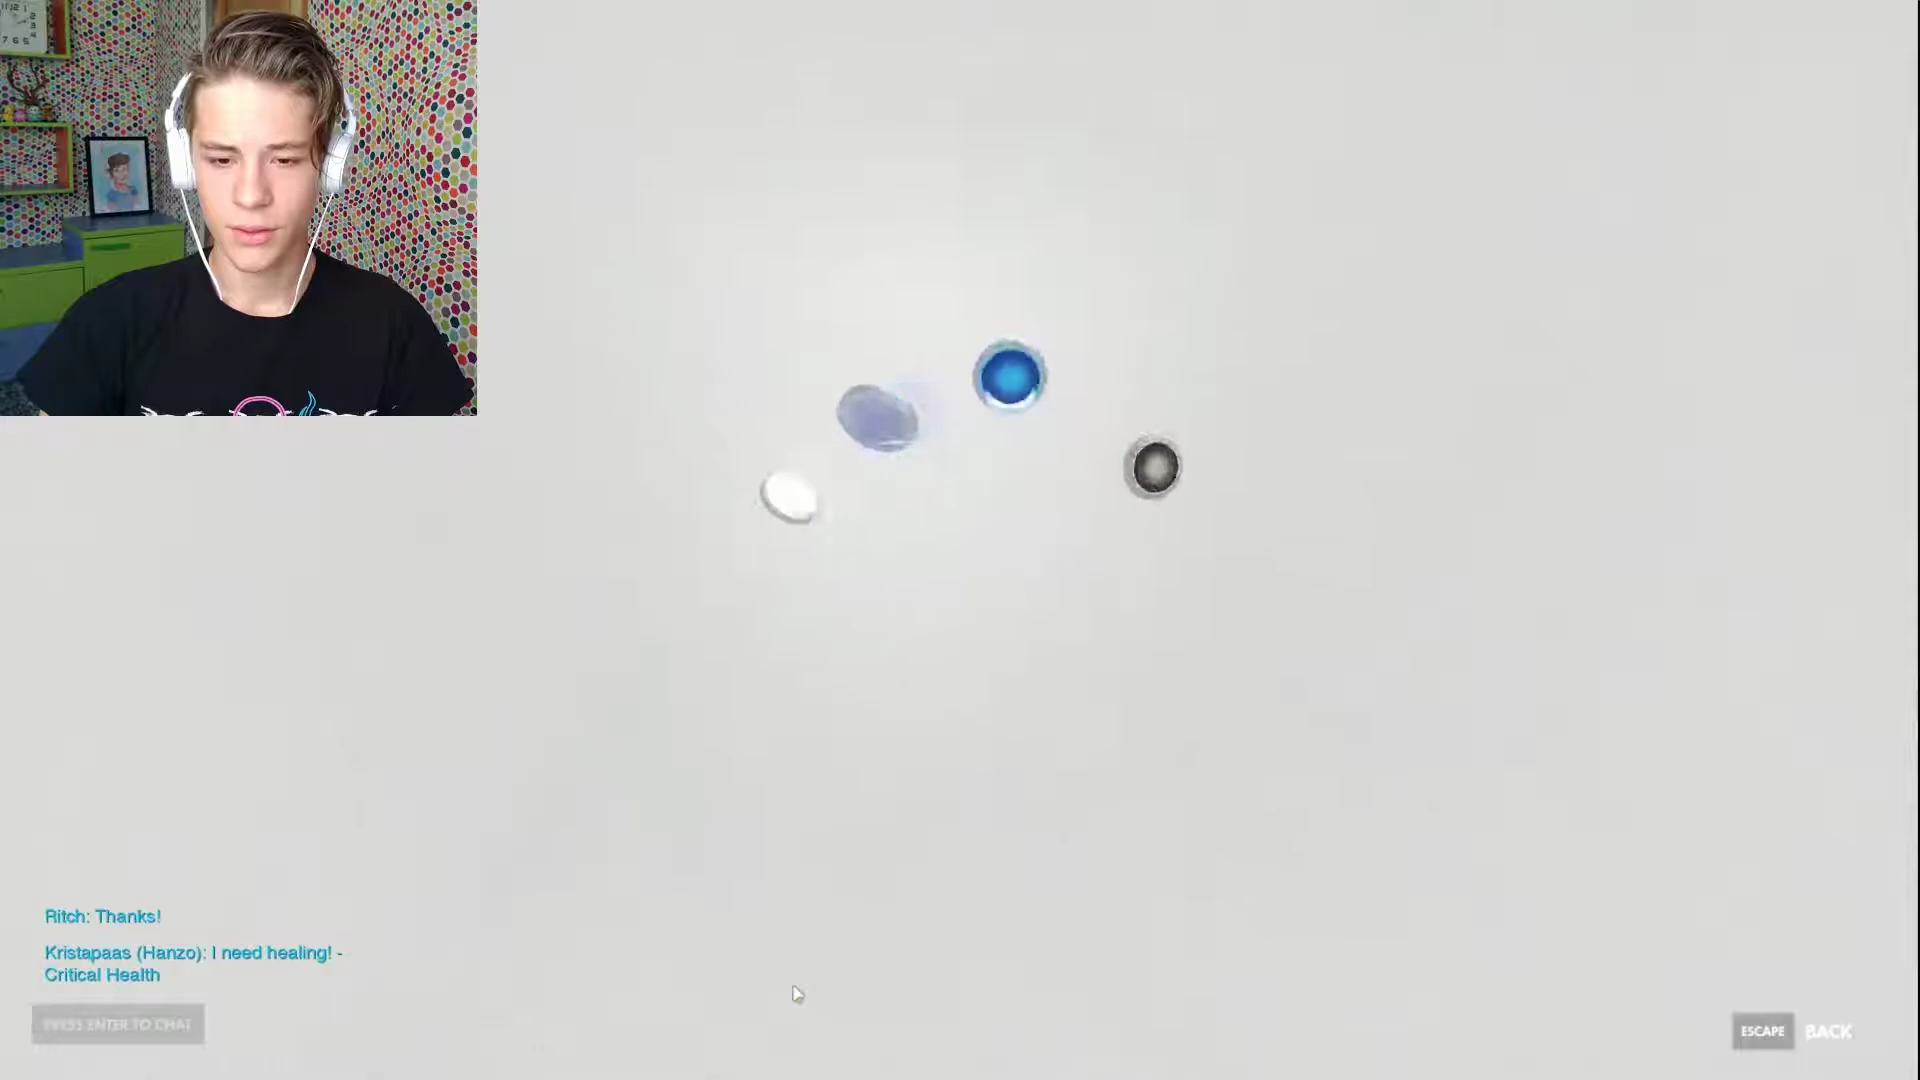 Ritch: Thanks!
Kristapaas (Hanzo): I need healing! -
Critical Health
PRESS ENTER TO CHAT
ESCAPE BACK